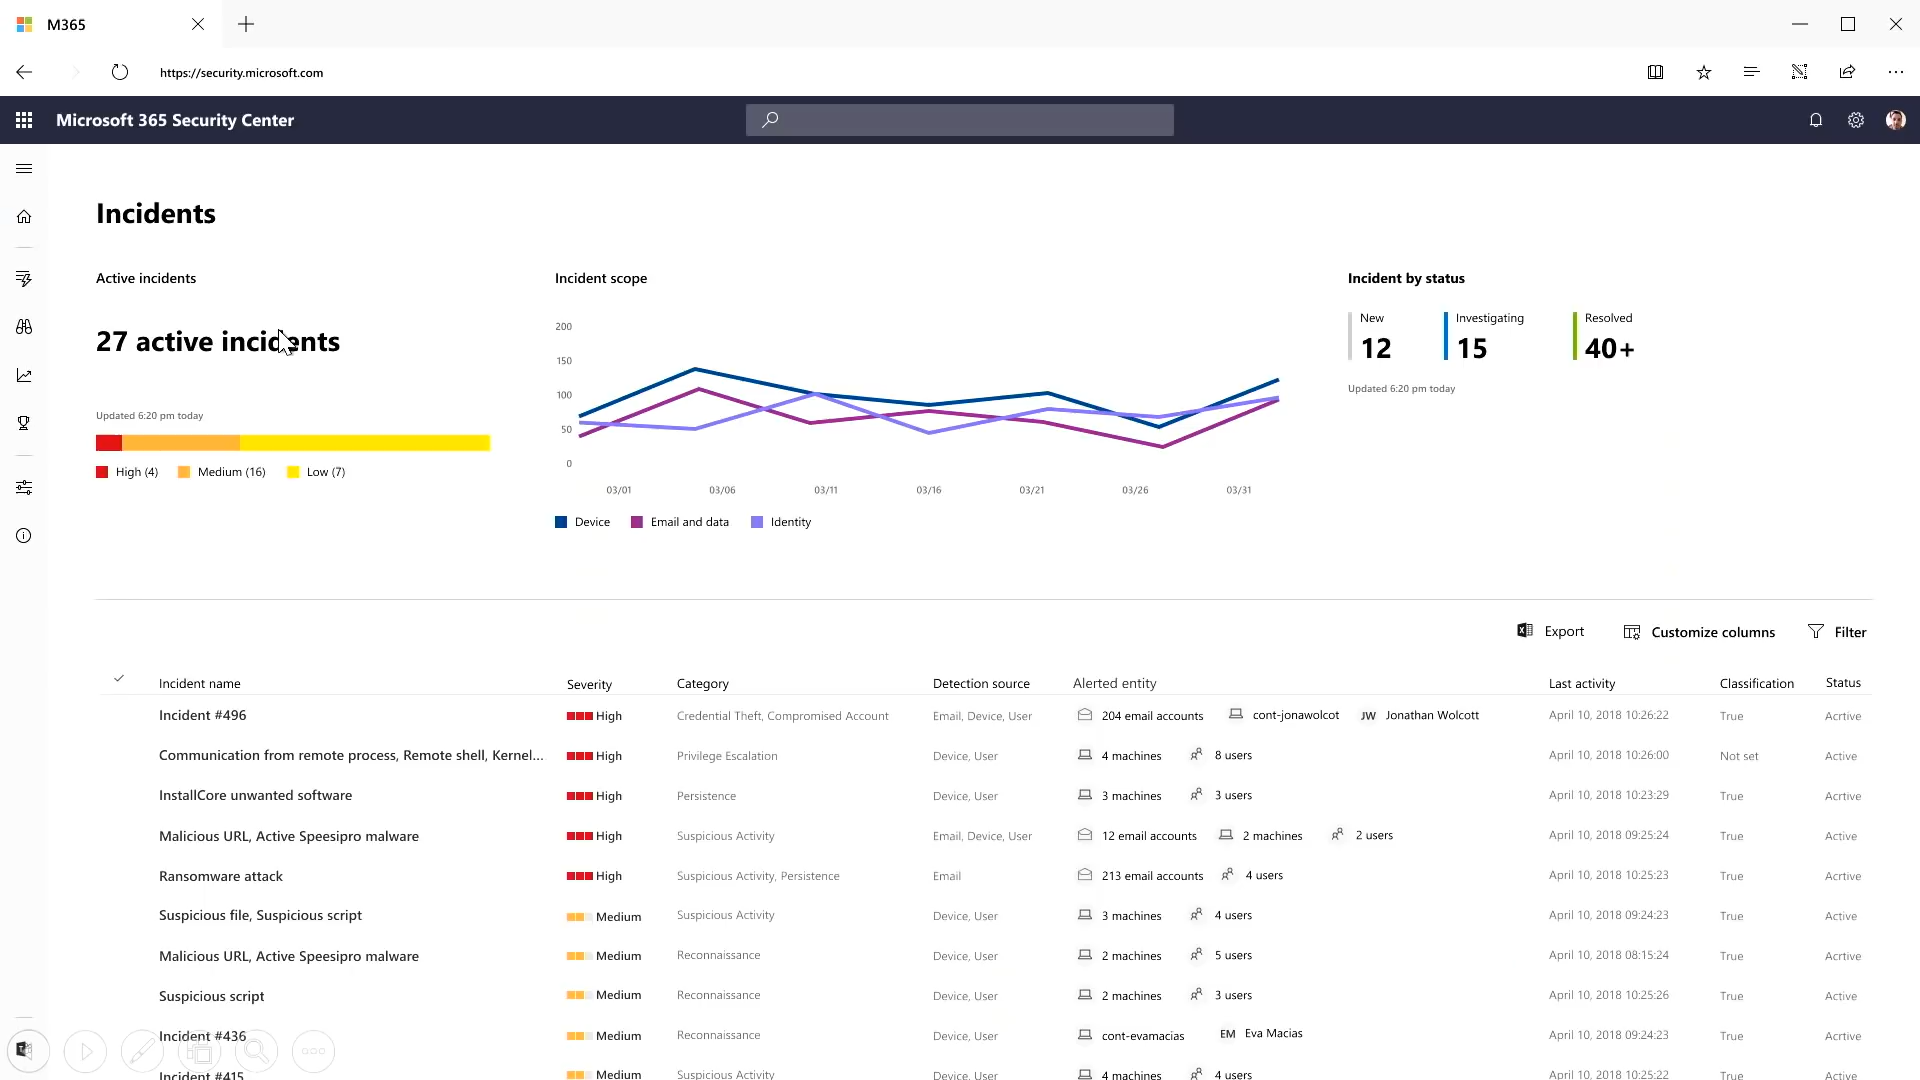 M365
https://security.microsoft.com
Microsoft 365 Security Center
Incidents
Active incidents
27 active incidents
Updated 6:20 pm today
High (4) Medium (16) Low (7)
Incident scope
200
150
100
50
0
03/01 03/06 03/11 03/16 03/21 03/26 03/31
Device Email and data Identity
Incident by status
New Investigating Resolved
12 15 40+
Updated 6:20 pm today
Export Customize columns Filter
Incident name Severity Category Detection source Alerted entity Last activity Classification Status
Incident #496 High Credential Theft, Compromised Account Email, Device, User 204 email accounts cont-jonawolcot JW Jonathan Wolcott April 10, 2018 10:26:22 True Acrtive
Communication from remote process, Remote shell, Kernel... High Privilege Escalation Device, User 4 machines 8 users April 10, 2018 10:26:00 Not set Active
InstallCore unwanted software High Persistence Device, User 3 machines 3 users April 10, 2018 10:23:29 True Acrtive
Malicious URL, Active Speesipro malware High Suspicious Activity Email, Device, User 12 email accounts 2 machines 2 users April 10, 2018 09:25:24 True Active
Ransomware attack High Suspicious Activity, Persistence Email 213 email accounts 4 users April 10, 2018 10:25:23 True Acrtive
Suspicious file, Suspicious script Medium Suspicious Activity Device, User 3 machines 4 users April 10, 2018 09:24:23 True Active
Malicious URL, Active Speesipro malware Medium Reconnaissance Device, User 2 machines 5 users April 10, 2018 08:15:24 True Acrtive
Suspicious script Medium Reconnaissance Device, User 2 machines 3 users April 10, 2018 10:25:26 True Active
Incident #436 Medium Reconnaissance Device, User cont-evamacias EM Eva Macias April 10, 2018 09:24:23 True Acrtive
Incident #415 Medium Suspicious Activity Device, User 4 machines 4 users April 10, 2018 10:25:22 True Active